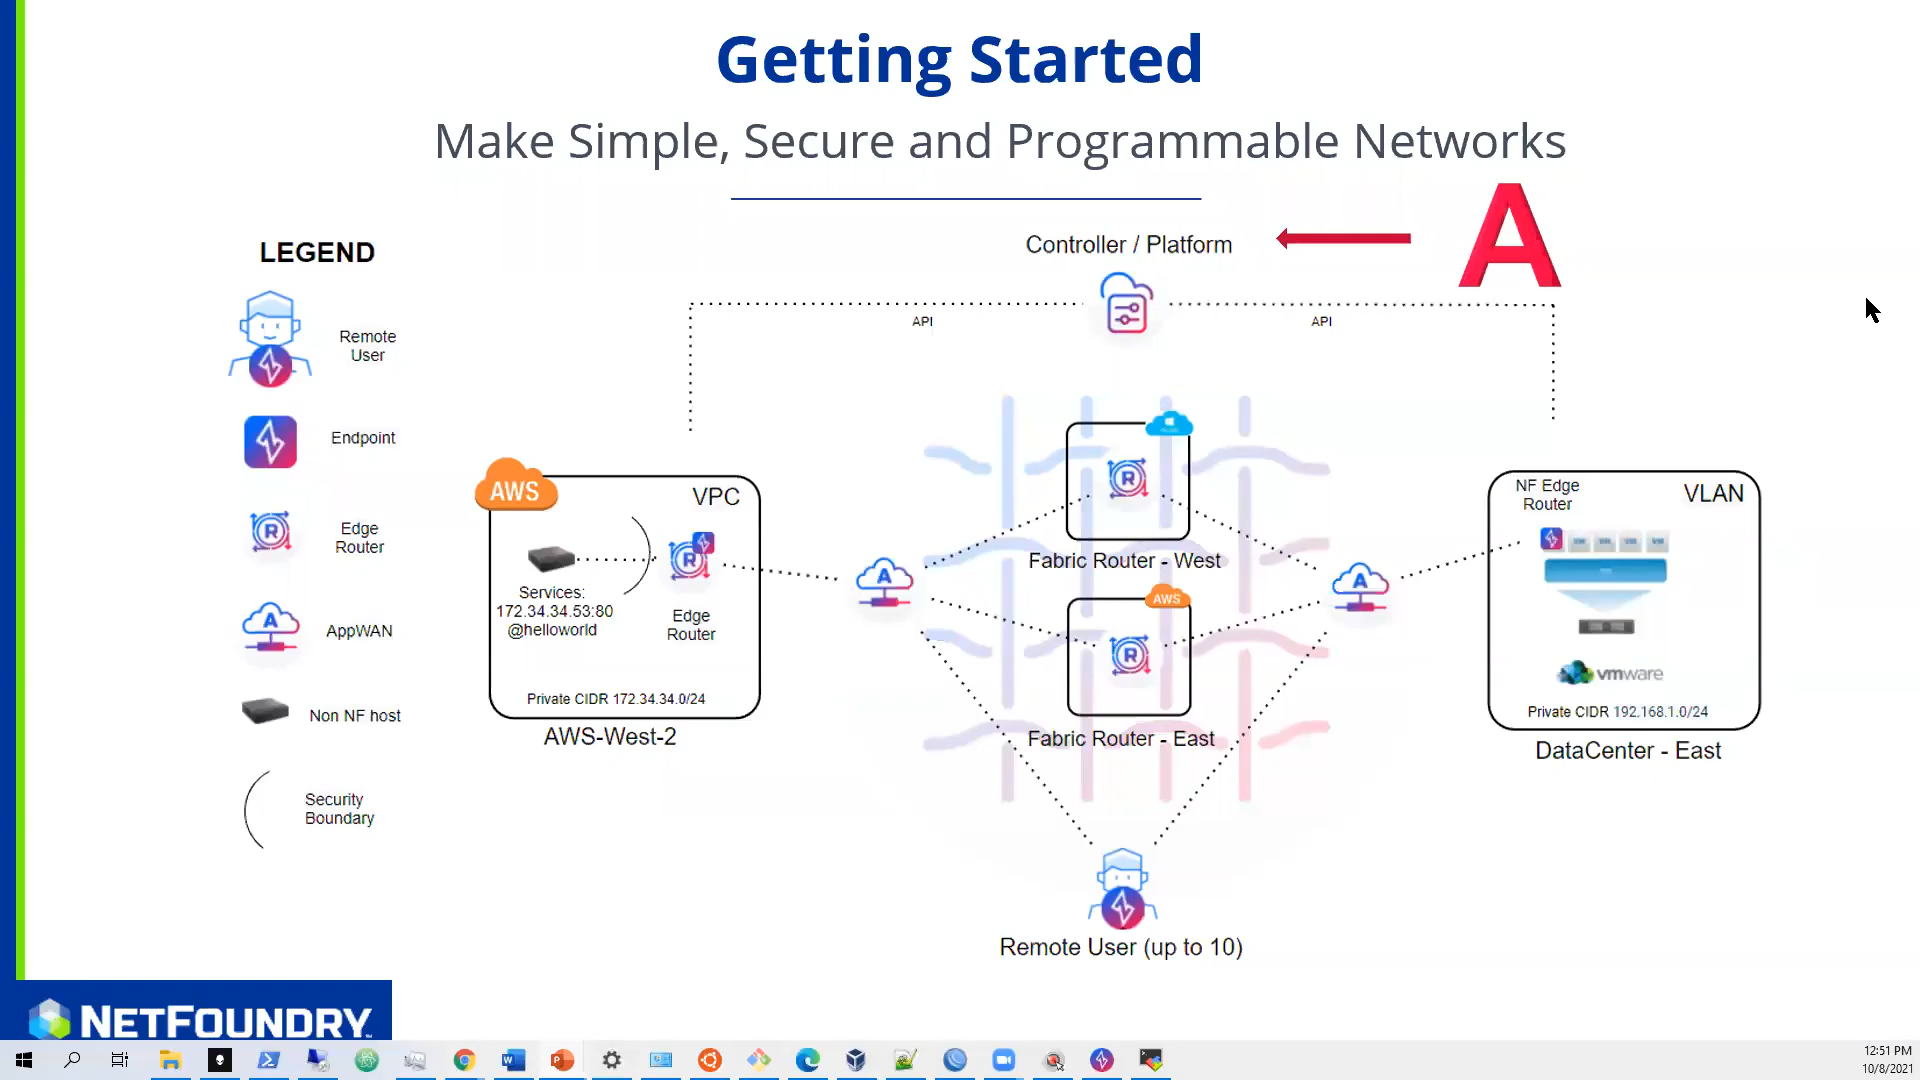 Getting Started
Make Simple, Secure and Programmable Networks
A
Controller / Platform
API
API
LEGEND
Remote
User
Endpoint
R
Edge
Router
A
AppWAN
Non NF host
Security
Boundary
AWS
VPC
R
Services:
172.34.34.53:80
@helloworld
Edge
Router
Private CIDR 172.34.34.0/24
AWS-West-2
A
R
Fabric Router - West
AWS
R
Fabric Router - East
A
NF Edge
Router
VLAN
VM VM VM VM
vmware
Private CIDR 192.168.1.0/24
DataCenter - East
Remote User (up to 10)
NETFOUNDRY
12:51 PM
10/8/2021